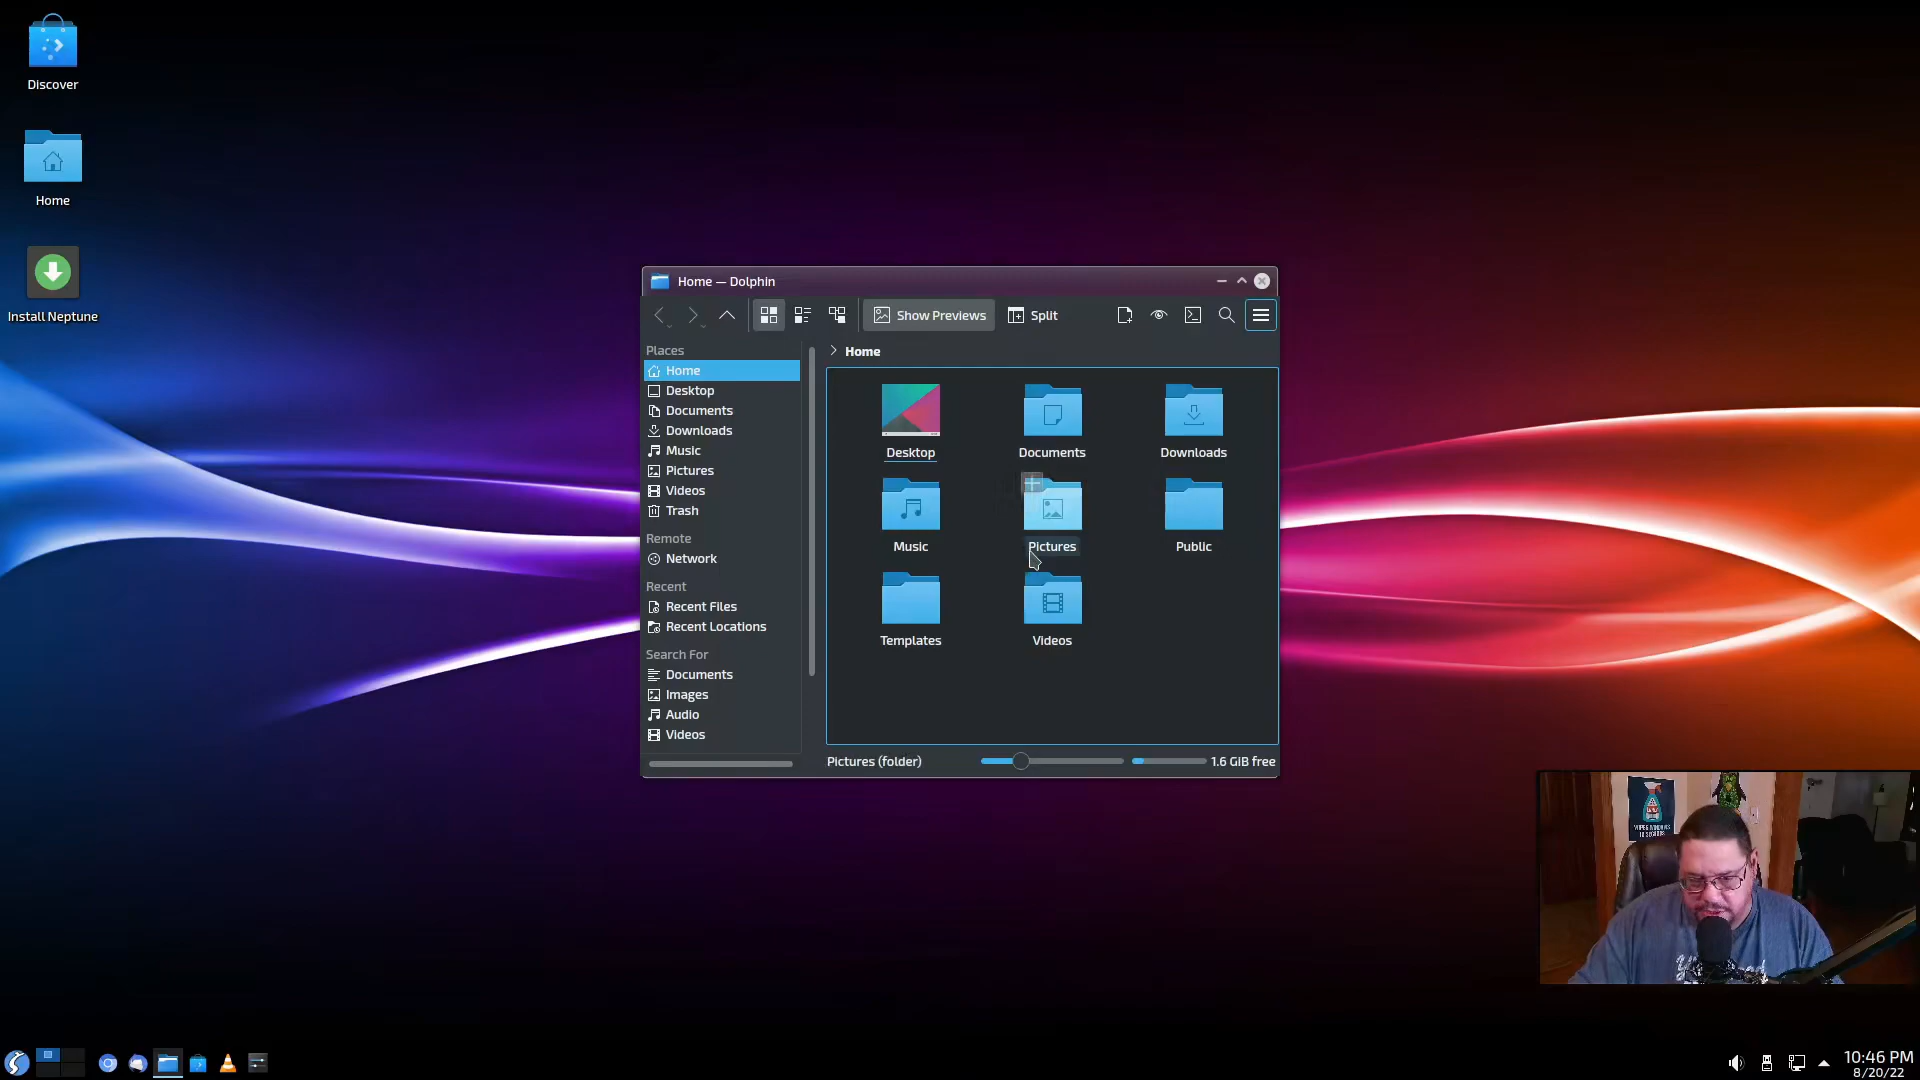 Discover
Home
Install Neptune
Home — Dolphin
Show Previews
Split
Places
Home
Desktop
Documents
Downloads
Music
Pictures
Videos
Trash
Remote
Network
Recent
Recent Files
Recent Locations
Search For
Documents
Images
Audio
Videos
Home
Desktop
Documents
Downloads
Music
Pictures
Public
Templates
Videos
Pictures (folder)
1.6 GiB free
10:46 PM
8/20/22